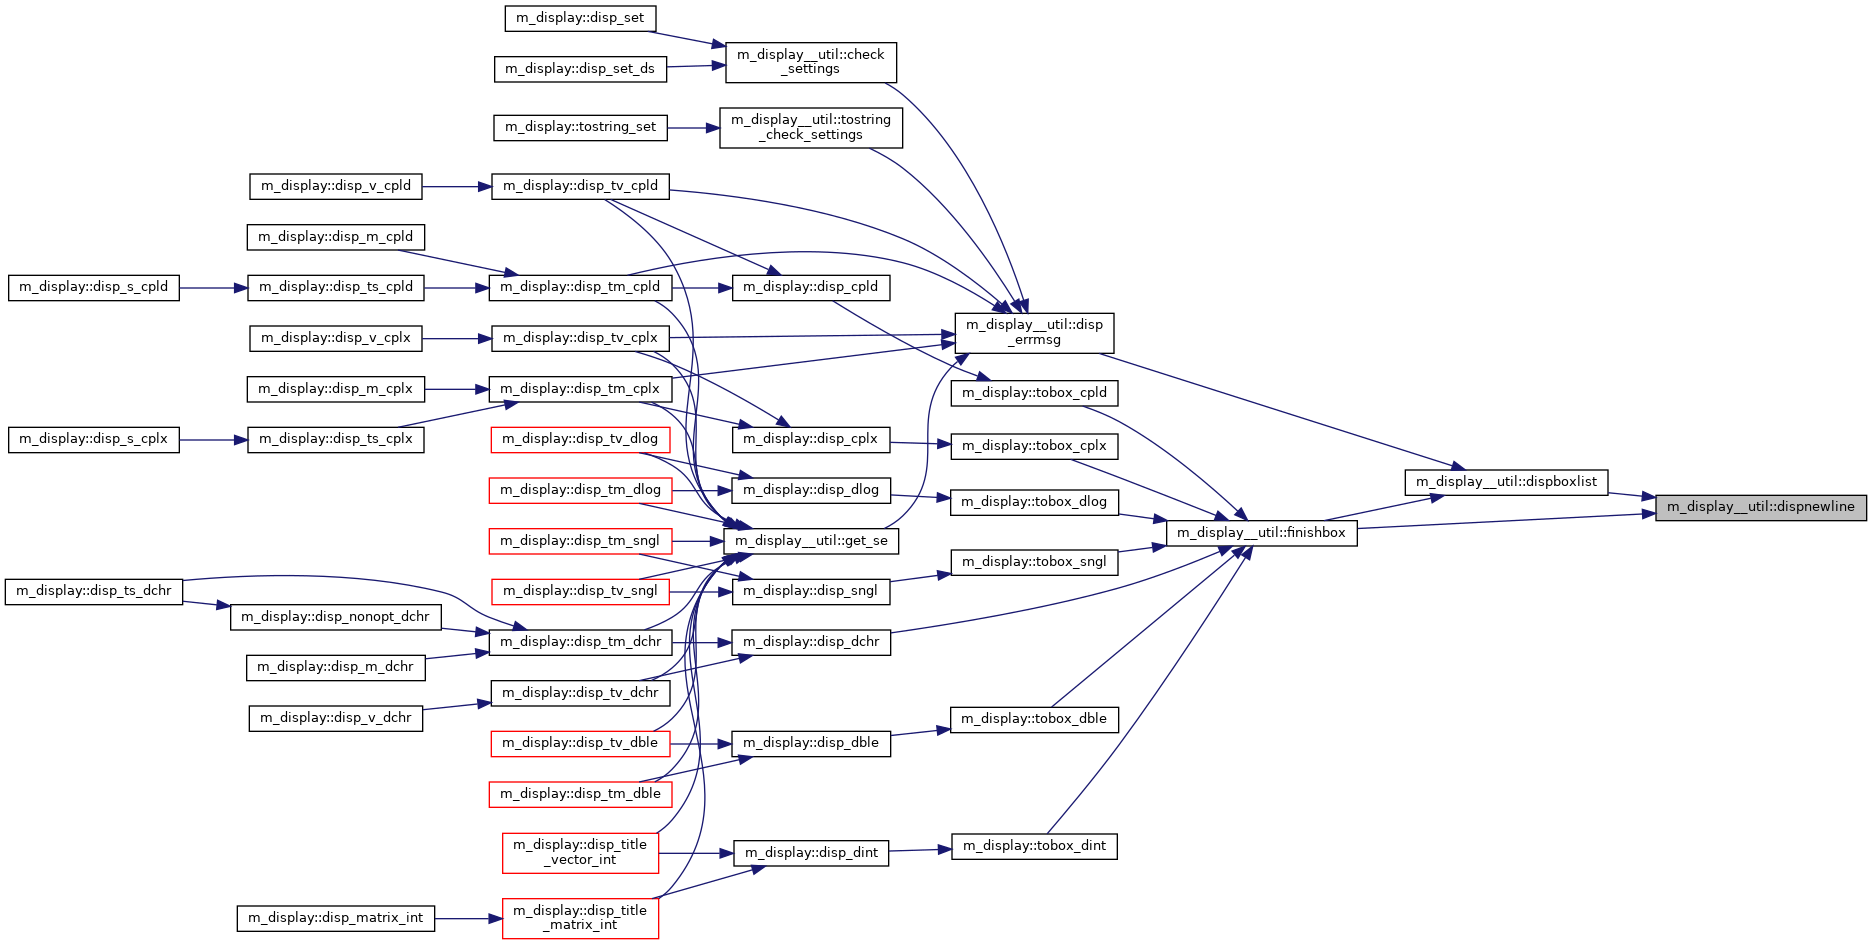 m_display::disp_set
m_display__util::check
_settings
m_display::disp_set_ds
m_display::tostring_set
m_display__util::tostring
_check_settings
m_display::disp_v_cpld
m_display::disp_tv_cpld
m_display::disp_m_cpld
m_display::disp_s_cpld
m_display::disp_ts_cpld
m_display::disp_tm_cpld
m_display::disp_cpld
m_display::disp_v_cplx
m_display::disp_tv_cplx
m_display__util::disp
_errmsg
m_display::disp_m_cplx
m_display::disp_tm_cplx
m_display::tobox_cpld
m_display::disp_s_cplx
m_display::disp_ts_cplx
m_display::disp_tv_dlog
m_display::disp_cplx
m_display::tobox_cplx
m_display::disp_tm_dlog
m_display::disp_dlog
m_display::tobox_dlog
m_display__util::dispboxlist
m_display__util::dispnewline
m_display::disp_tm_sngl
m_display__util::get_se
m_display__util::finishbox
m_display::tobox_sngl
m_display::disp_ts_dchr
m_display::disp_tv_sngl
m_display::disp_sngl
m_display::disp_nonopt_dchr
m_display::disp_tm_dchr
m_display::disp_dchr
m_display::disp_m_dchr
m_display::disp_tv_dchr
m_display::disp_v_dchr
m_display::tobox_dble
m_display::disp_tv_dble
m_display::disp_dble
m_display::disp_tm_dble
m_display::disp_title
_vector_int
m_display::disp_dint
m_display::tobox_dint
m_display::disp_matrix_int
m_display::disp_title
_matrix_int